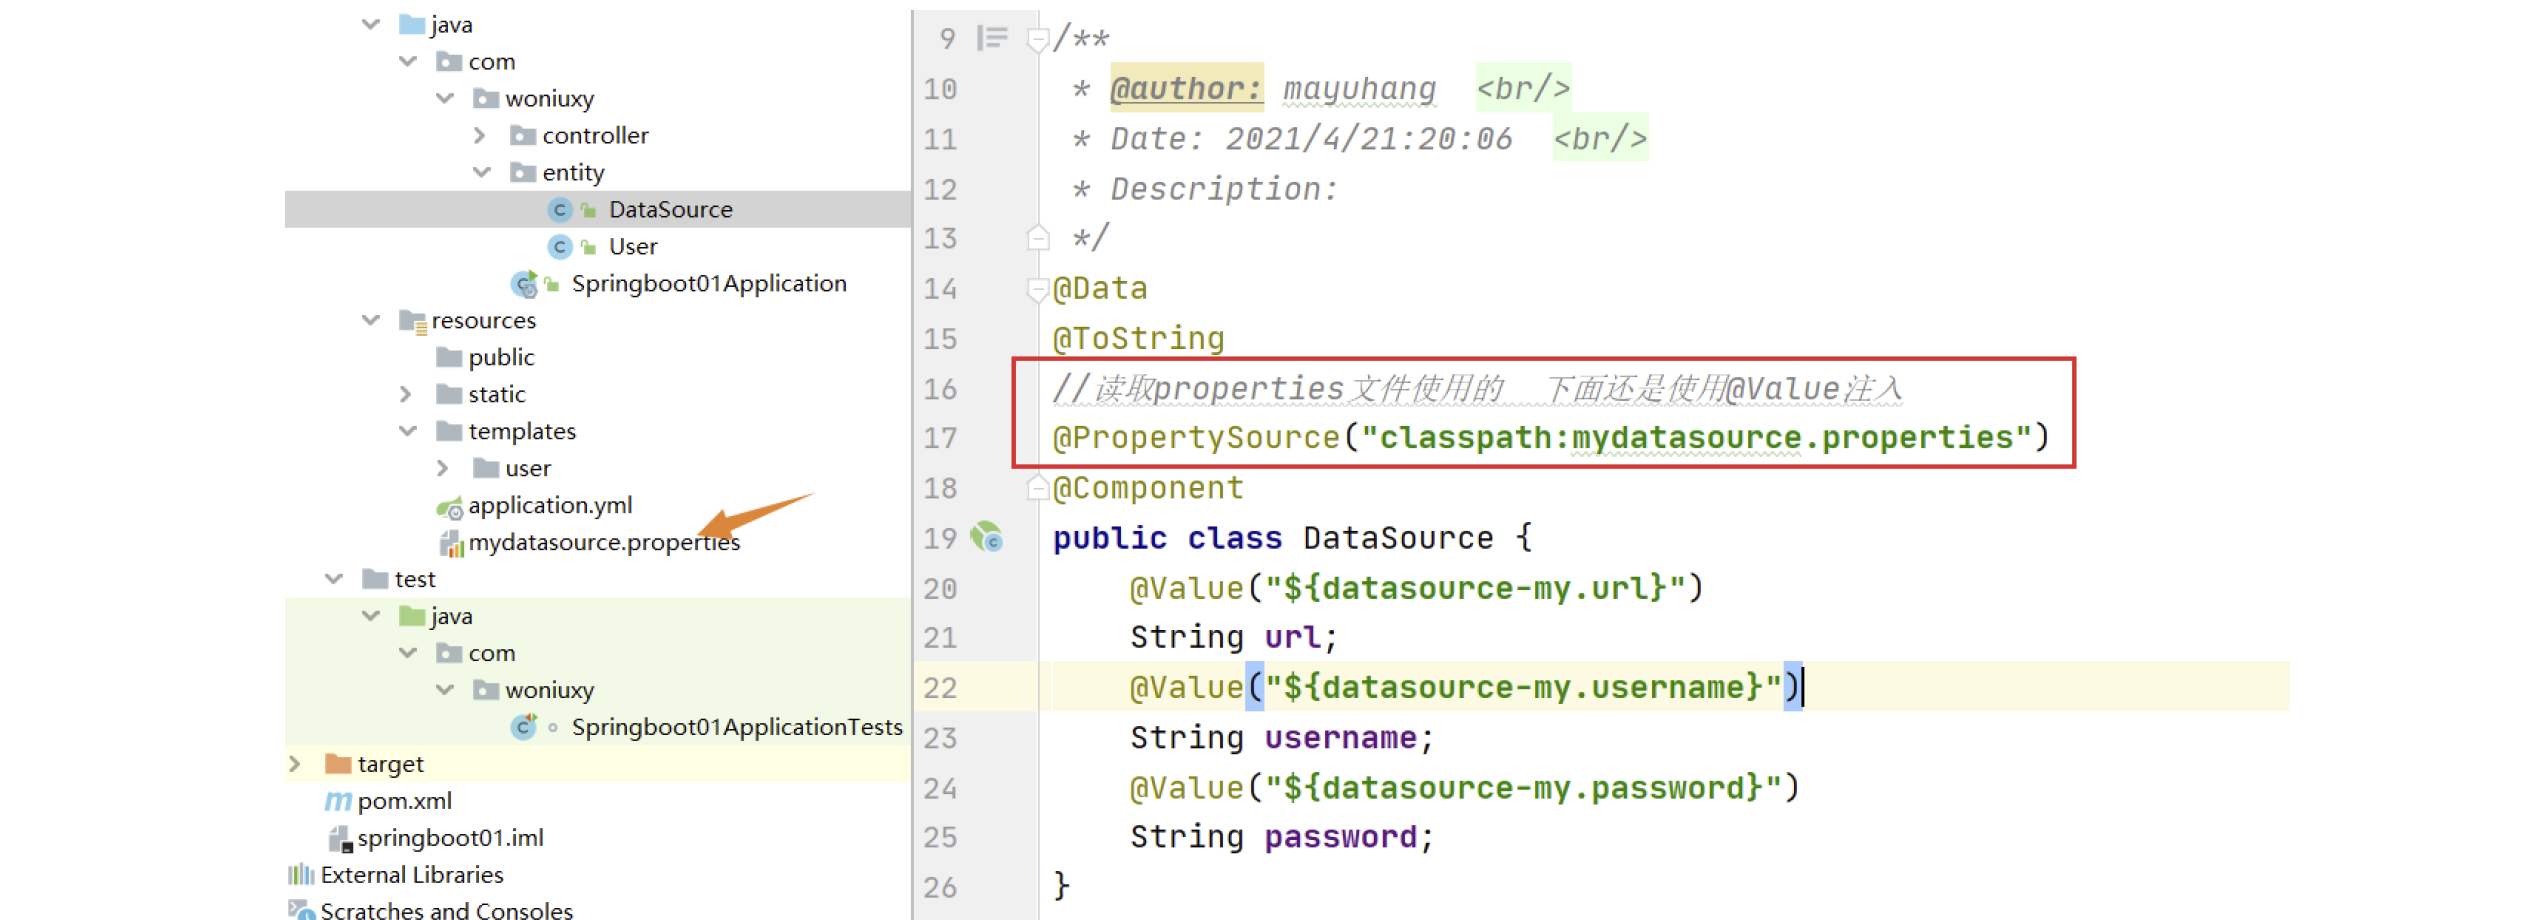 java
com
woniuxy
controller
entity
DataSource
User
Springboot01Application
resources
public
static
templates
user
application.yml
mydatasource.properties
test
java
com
woniuxy
Springboot01ApplicationTests
target
pom.xml
springboot01.iml
External Libraries
Scratches and Consoles
9 /**
10 * @author: mayuhang <br/>
11 * Date: 2021/4/21:20:06 <br/>
12 * Description:
13 */
14 @Data
15 @ToString
16 //读取properties文件使用的  下面还是使用@Value注入
17 @PropertySource("classpath:mydatasource.properties")
18 @Component
19 public class DataSource {
20 @Value("${datasource-my.url}")
21 String url;
22 @Value("${datasource-my.username}")
23 String username;
24 @Value("${datasource-my.password}")
25 String password;
26 }